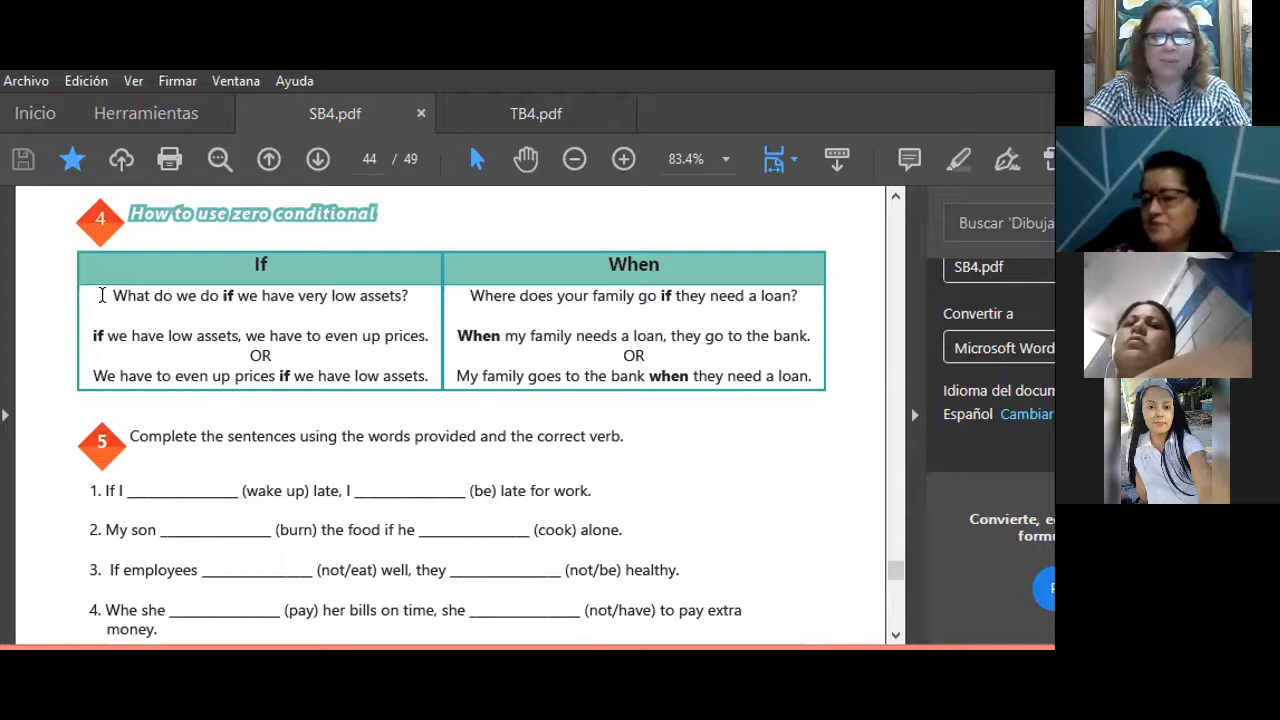 Archivo Edición Ver Firmar Ventana Ayuda
Inicio Herramientas SB4.pdf × TB4.pdf
44 / 49 83.4%
4 How to use zero conditional
If When
What do we do if we have very low assets? Where does your family go if they need a loan?
if we have low assets, we have to even up prices. When my family needs a loan, they go to the bank.
OR OR
We have to even up prices if we have low assets. My family goes to the bank when they need a loan.
5 Complete the sentences using the words provided and the correct verb.
1. If I ______________ (wake up) late, I ______________ (be) late for work.
2. My son ______________ (burn) the food if he ______________ (cook) alone.
3. If employees ______________ (not/eat) well, they ______________ (not/be) healthy.
4. Whe she ______________ (pay) her bills on time, she ______________ (not/have) to pay extra
money.
Buscar 'Dibuja
SB4.pdf
Convertir a
Microsoft Word
Idioma del docum
Español Cambiar
Convierte, e
form